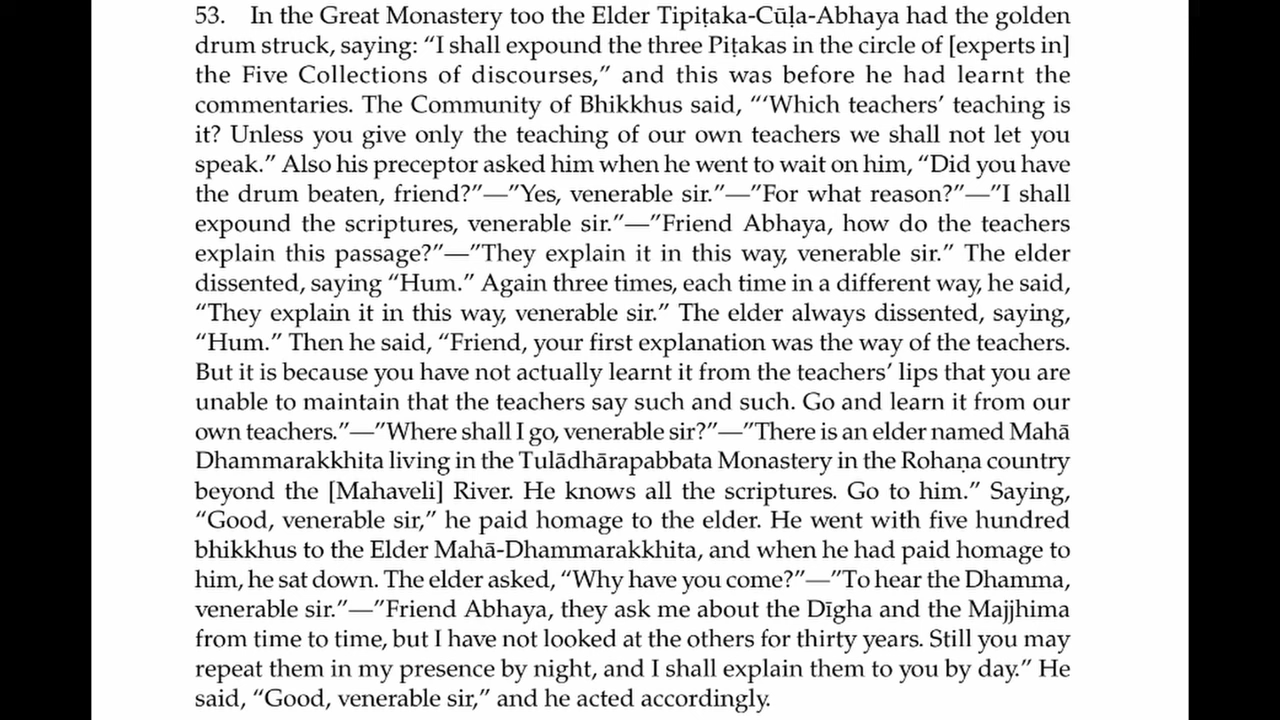 53. In the Great Monastery too the Elder Tipiṭaka-Cūḷa-Abhaya had the golden
drum struck, saying: “I shall expound the three Piṭakas in the circle of [experts in]
the Five Collections of discourses,” and this was before he had learnt the
commentaries. The Community of Bhikkhus said, “‘Which teachers’ teaching is
it? Unless you give only the teaching of our own teachers we shall not let you
speak.” Also his preceptor asked him when he went to wait on him, “Did you have
the drum beaten, friend?”—”Yes, venerable sir.”—”For what reason?”—”I shall
expound the scriptures, venerable sir.”—”Friend Abhaya, how do the teachers
explain this passage?”—”They explain it in this way, venerable sir.” The elder
dissented, saying “Hum.” Again three times, each time in a different way, he said,
“They explain it in this way, venerable sir.” The elder always dissented, saying,
“Hum.” Then he said, “Friend, your first explanation was the way of the teachers.
But it is because you have not actually learnt it from the teachers’ lips that you are
unable to maintain that the teachers say such and such. Go and learn it from our
own teachers.”—”Where shall I go, venerable sir?”—”There is an elder named Mahā
Dhammarakkhita living in the Tulādhārapabbata Monastery in the Rohaṇa country
beyond the [Mahaveli] River. He knows all the scriptures. Go to him.” Saying,
“Good, venerable sir,” he paid homage to the elder. He went with five hundred
bhikkhus to the Elder Mahā-Dhammarakkhita, and when he had paid homage to
him, he sat down. The elder asked, “Why have you come?”—”To hear the Dhamma,
venerable sir.”—”Friend Abhaya, they ask me about the Dīgha and the Majjhima
from time to time, but I have not looked at the others for thirty years. Still you may
repeat them in my presence by night, and I shall explain them to you by day.” He
said, “Good, venerable sir,” and he acted accordingly.